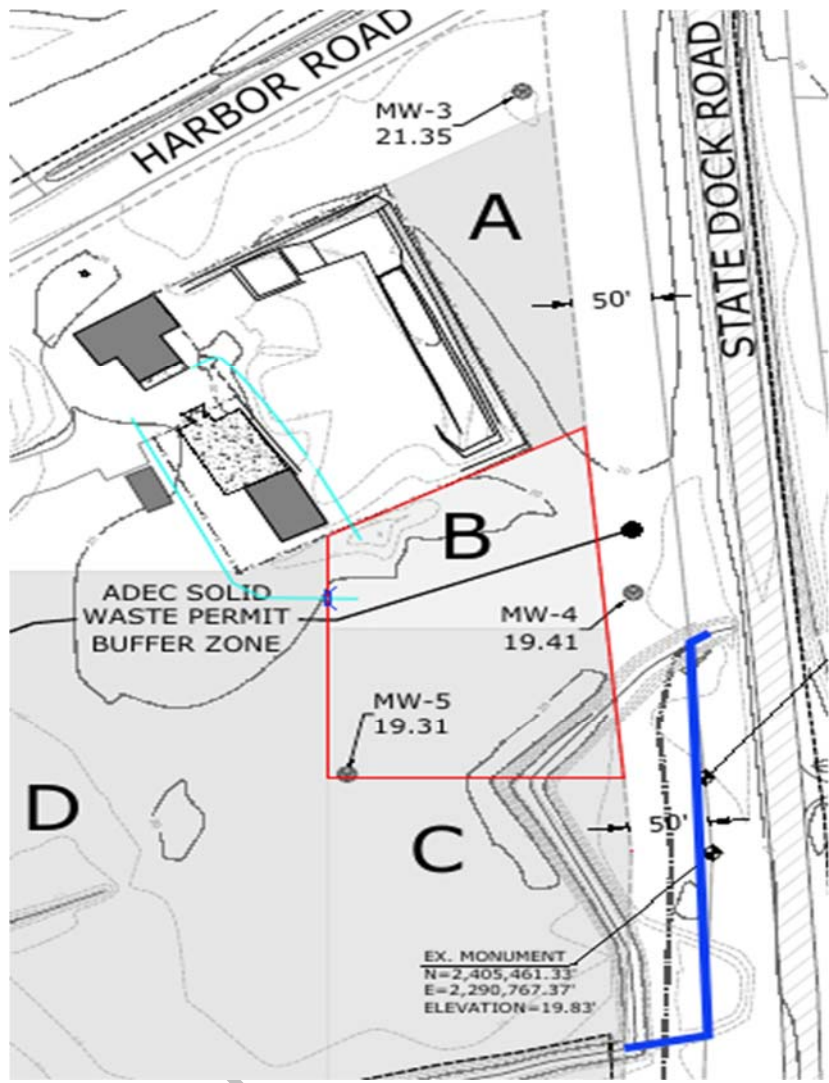 HARBOR ROAD
MW-3
21.35
STATE DOCK ROAD
A
50'
B
ADEC SOLID
WASTE PERMIT
BUFFER ZONE
MW-4
19.41
MW-5
19.31
D
50'
C
EX. MONUMENT
N=2,405,461.33'
E=2,290,767.37'
ELEVATION=19.83'